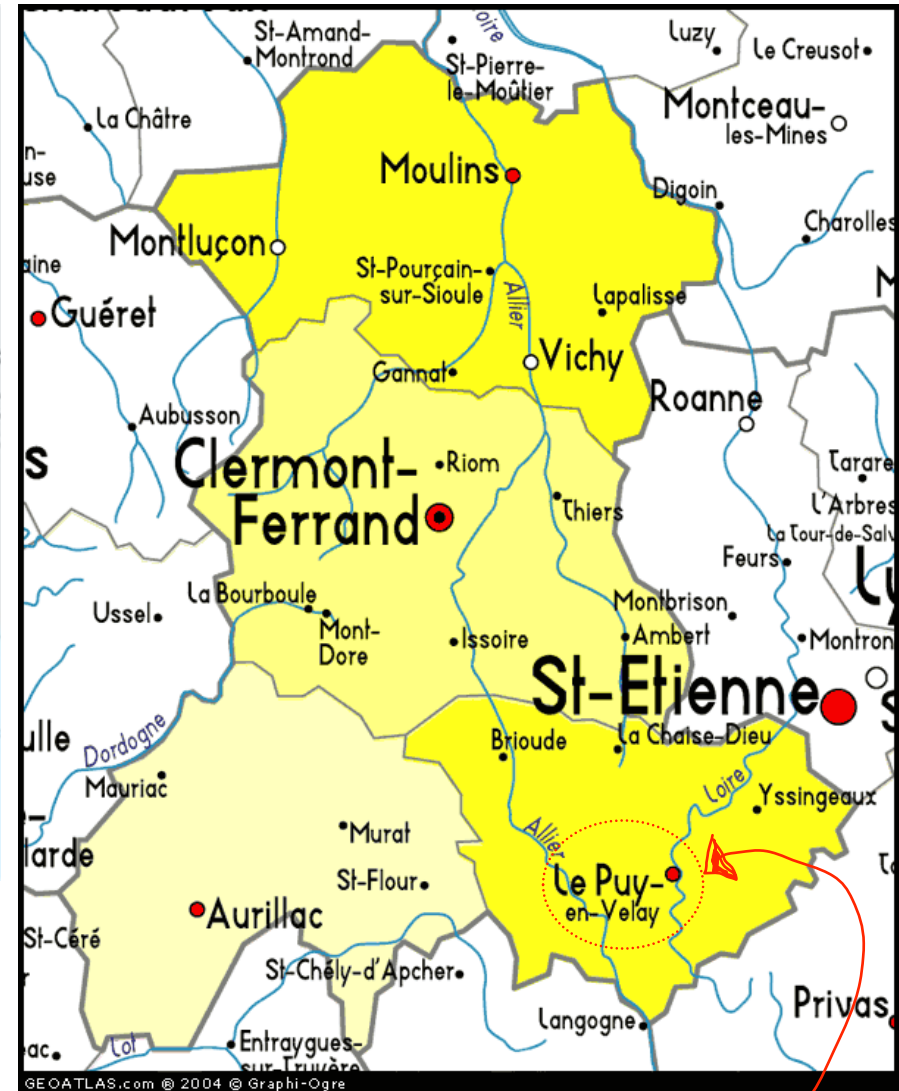 Loire
St-Amand-
Montrond
Luzy
Le Creusot
St-Pierre-
le-Moûtier
Montceau-
les-Mines
La Châtre
Moulins
Digoin
Charolles
Montluçon
St-Pourçain-
sur-Sioule
Allier
Lapalisse
Guéret
Vichy
Gannat
Roanne
Aubusson
Clermont-
Ferrand
Riom
Thiers
Tarare
L'Arbres
La Tour-de-Salv
Feurs
Ly
La Bourboule
Mont-
Dore
Ussel
Issoire
Montbrison
Ambert
Montron
St-Etienne
Dordogne
Mauriac
Brioude
La Chaise-Dieu
Loire
Yssingeaux
Murat
Allier
St-Flour
Le Puy-
en-Velay
Aurillac
St-Céré
St-Chély-d'Apcher
Langogne
Privas
Lot
Entraygues-
sur-Truyère
GEOATLAS.com ® 2004 © Graphi-Ogre